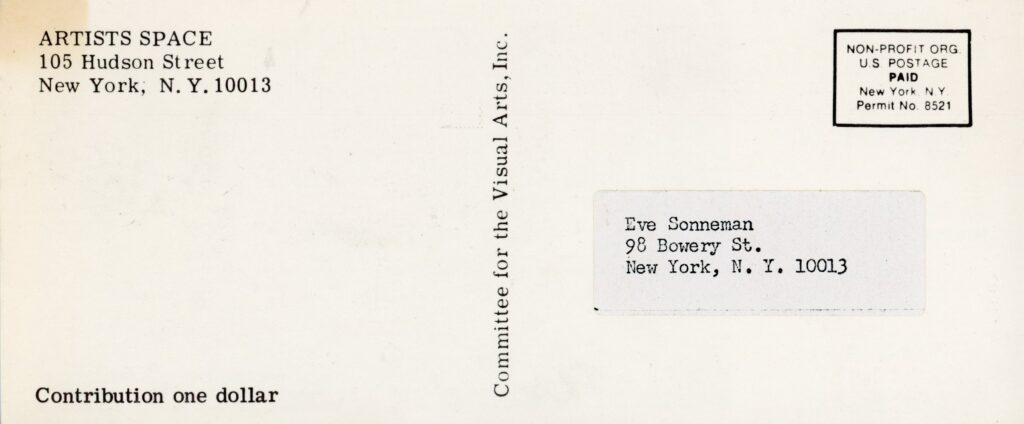 ARTISTS SPACE
105 Hudson Street
New York, N. Y. 10013
Contribution one dollar
Committee for the Visual Arts, Inc.
NON-PROFIT ORG.
U.S. POSTAGE
PAID
New York N.Y.
Permit No. 8521
Eve Sonneman
98 Bowery St.
New York, N. Y. 10013